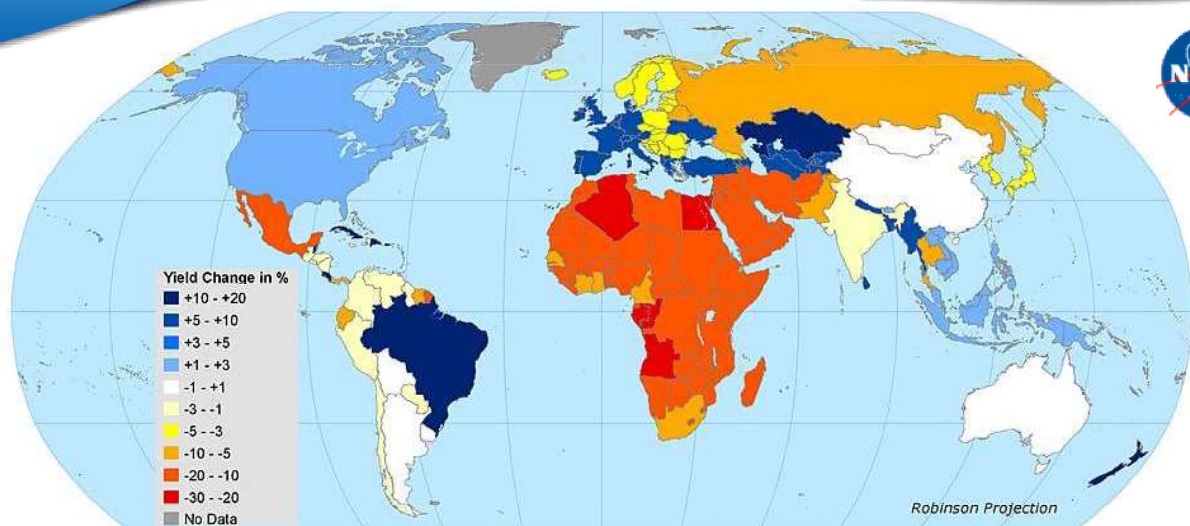 N
Yield Change in %
+10 - +20
+5 - +10
+3 - +5
+1 - +3
-1 - +1
-3 - -1
-5 - -3
-10 - -5
-20 - -10
-30 - -20
No Data
Robinson Projection